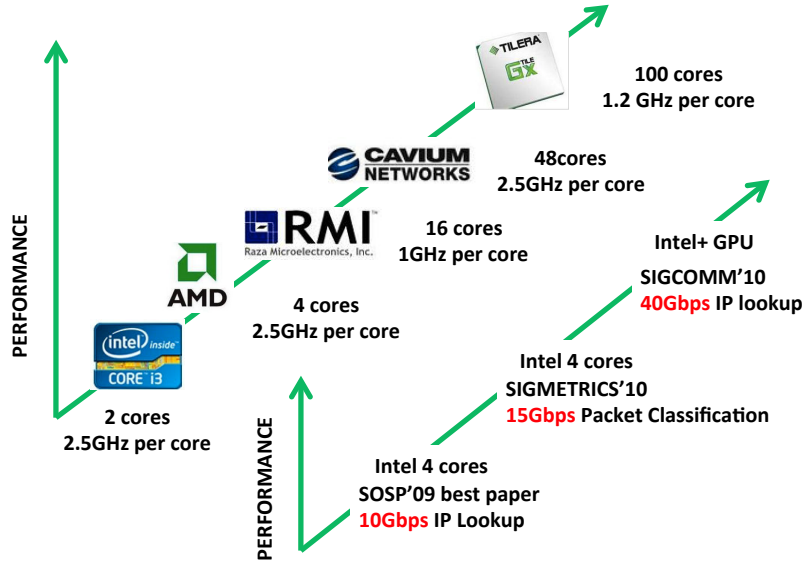 TILERA
TILE
Gx
100 cores
1.2 GHz per core
CAVIUM
NETWORKS
48cores
2.5GHz per core
RMI™
Raza Microelectronics, Inc.
16 cores
1GHz per core
AMD
4 cores
2.5GHz per core
intel inside™
CORE™ i3
2 cores
2.5GHz per core
PERFORMANCE
Intel+ GPU
SIGCOMM’10
40Gbps IP lookup
Intel 4 cores
SIGMETRICS’10
15Gbps Packet Classification
Intel 4 cores
SOSP’09 best paper
10Gbps IP Lookup
PERFORMANCE